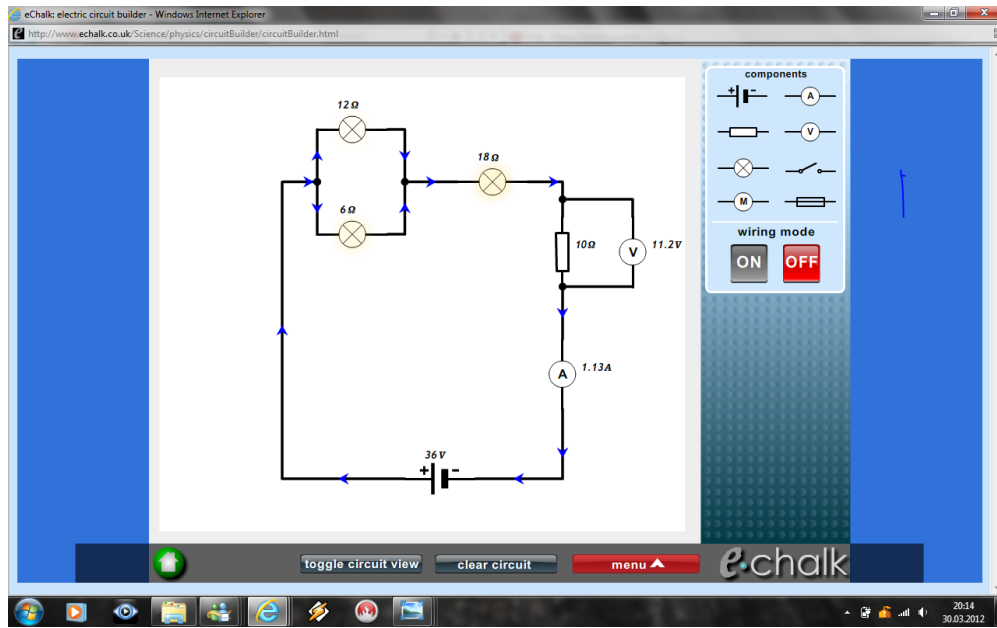 eChalk: electric circuit builder - Windows Internet Explorer
http://www.echalk.co.uk/Science/physics/circuitBuilder/circuitBuilder.html
components
+ -
A
V
M
wiring mode
ON OFF
12Ω
18Ω
6Ω
10Ω
V
11.2V
A
1.13A
36V
+ -
toggle circuit view
clear circuit
menu
e-chalk
20:14
30.03.2012